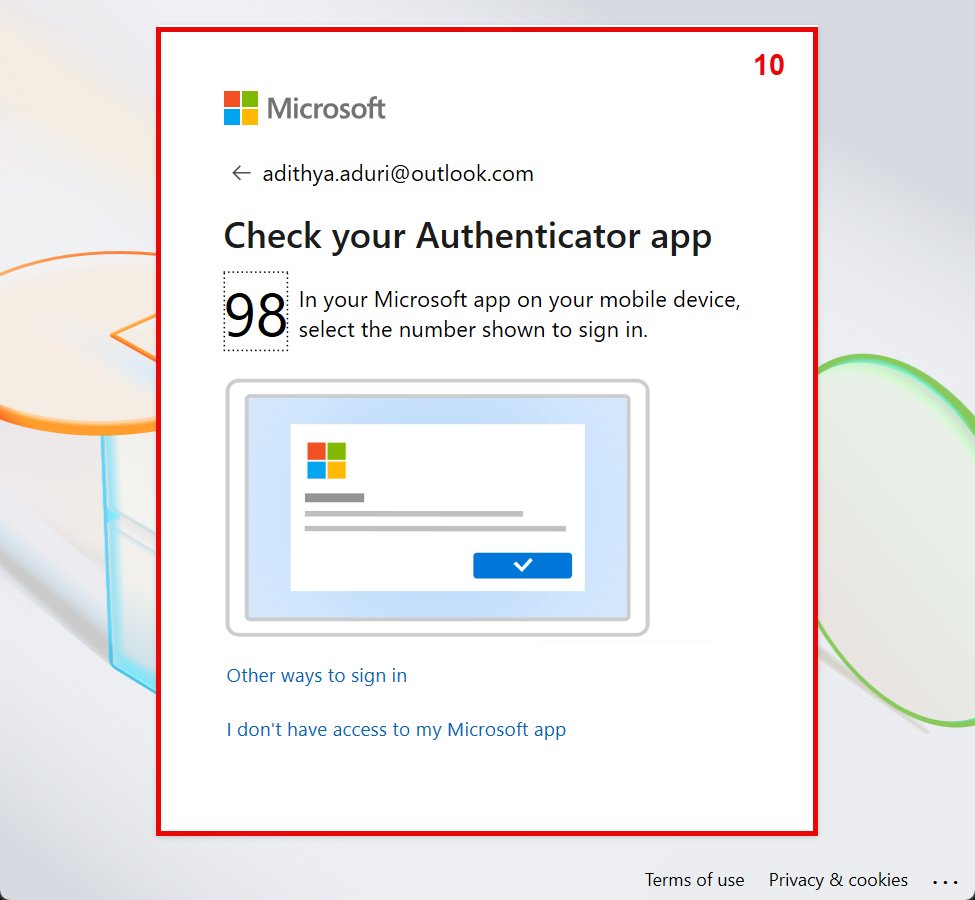 10
Microsoft
adithya.aduri@outlook.com
Check your Authenticator app
98
In your Microsoft app on your mobile device,
select the number shown to sign in.
Other ways to sign in
I don't have access to my Microsoft app
Terms of use Privacy & cookies ...